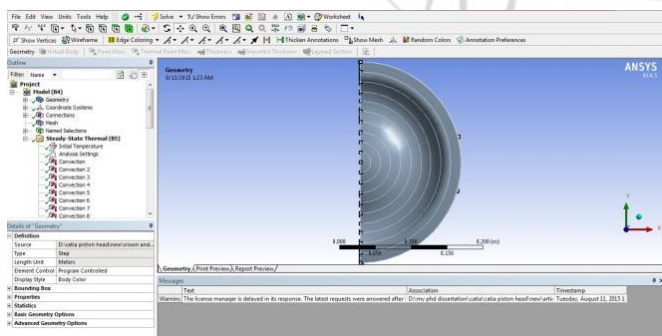 File Edit View Units Tools Help Solve Show Errors Worksheet
Show Vertices Wireframe Edge Coloring Thicken Annotations Show Mesh Random Colors Annotation Preferences
Geometry Virtual Body Point Mass Thermal Point Mass Thickness Imported Thickness Layered Section
Outline
Filter: Name
Project
Model (B4)
Geometry
Coordinate Systems
Connections
Mesh
Named Selections
Steady-State Thermal (B5)
Initial Temperature
Analysis Settings
Convection
Convection 2
Convection 3
Convection 4
Convection 5
Convection 6
Convection 7
Convection 8
Details of "Geometry"
Definition
Source D:\catia piston head\new\crown and...
Type Step
Length Unit Meters
Element Control Program Controlled
Display Style Body Color
Bounding Box
Properties
Statistics
Basic Geometry Options
Advanced Geometry Options
Geometry
ANSYS
R14.5
Y
X
0.000
0.200 (m)
0.050
0.150
Geometry Print Preview Report Preview
Messages
Text Association Timestamp
Warning The license manager is delayed in its response. The latest requests were answered after D:\my phd dissertation\catia\catia piston head\new\ Tuesday, August 11, 2015 1